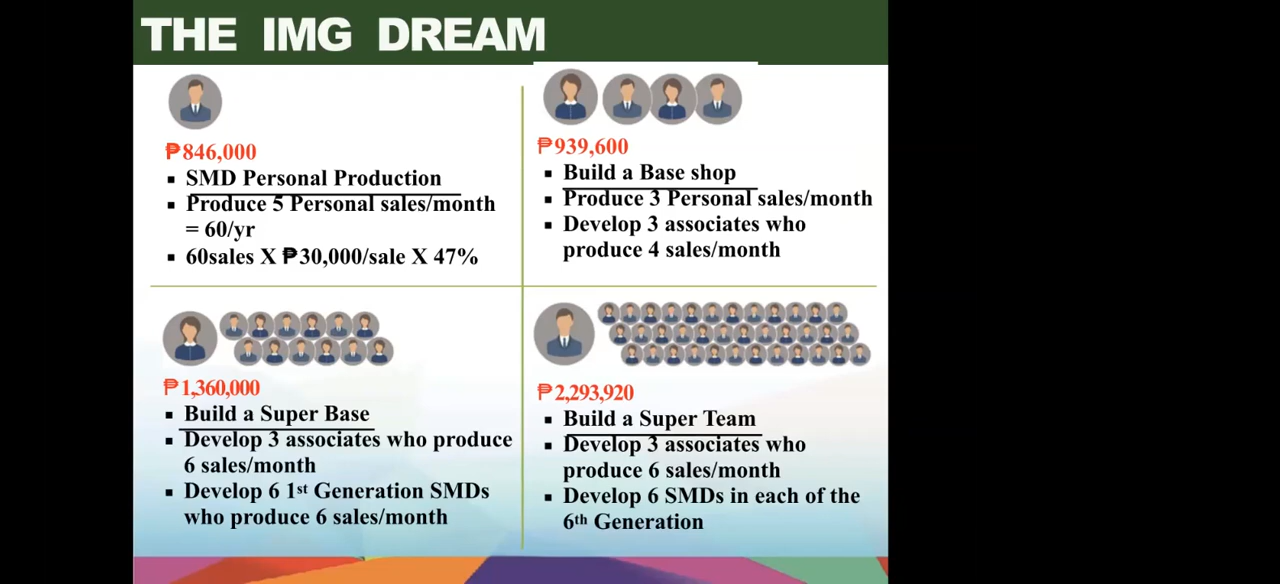 THE IMG DREAM
₱846,000
▪ SMD Personal Production
▪ Produce 5 Personal sales/month
= 60/yr
▪ 60sales X ₱30,000/sale X 47%
₱939,600
▪ Build a Base shop
▪ Produce 3 Personal sales/month
▪ Develop 3 associates who
produce 4 sales/month
₱1,360,000
▪ Build a Super Base
▪ Develop 3 associates who produce
6 sales/month
▪ Develop 6 1st Generation SMDs
who produce 6 sales/month
₱2,293,920
▪ Build a Super Team
▪ Develop 3 associates who
produce 6 sales/month
▪ Develop 6 SMDs in each of the
6th Generation